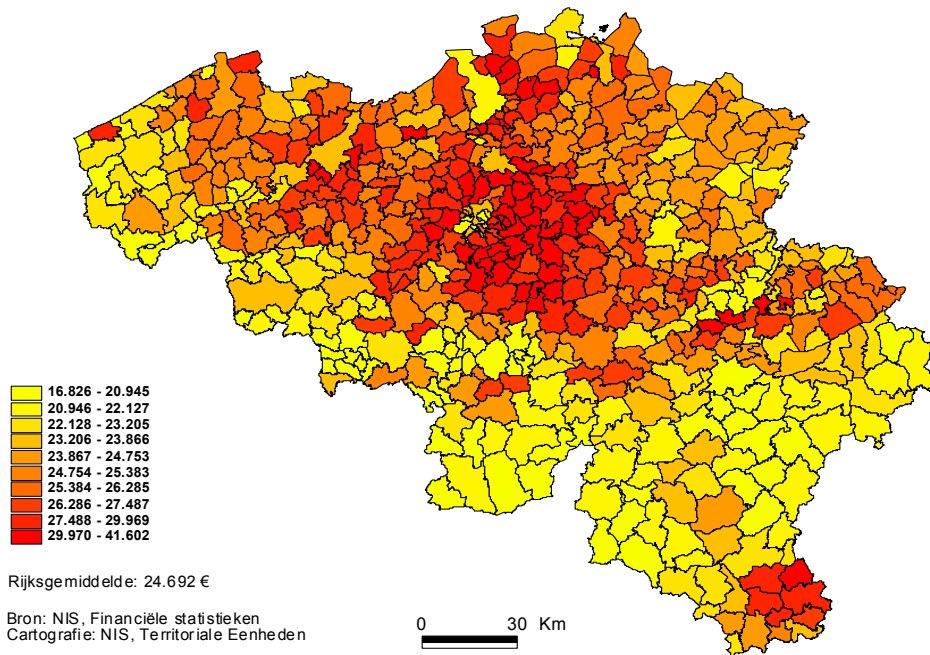 16.826 - 20.945
20.946 - 22.127
22.128 - 23.205
23.206 - 23.866
23.867 - 24.753
24.754 - 25.383
25.384 - 26.285
26.286 - 27.487
27.488 - 29.969
29.970 - 41.602
Rijksgemiddelde: 24.692 €
Bron: NIS, Financiële statistieken
Cartografie: NIS, Territoriale Eenheden
0 30 Km